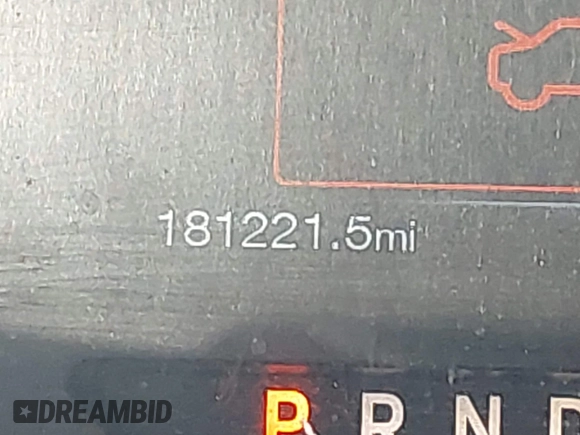 181221.5mi
P R N D
DREAMBID